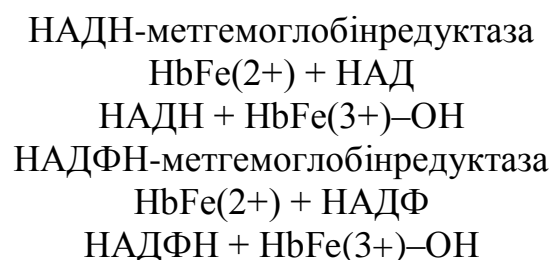 НАДН-метгемоглобінредуктаза
HbFe(2+) + НАД
НАДН + HbFe(3+)–OH
НАДФН-метгемоглобінредуктаза
HbFe(2+) + НАДФ
НАДФН + HbFe(3+)–OH